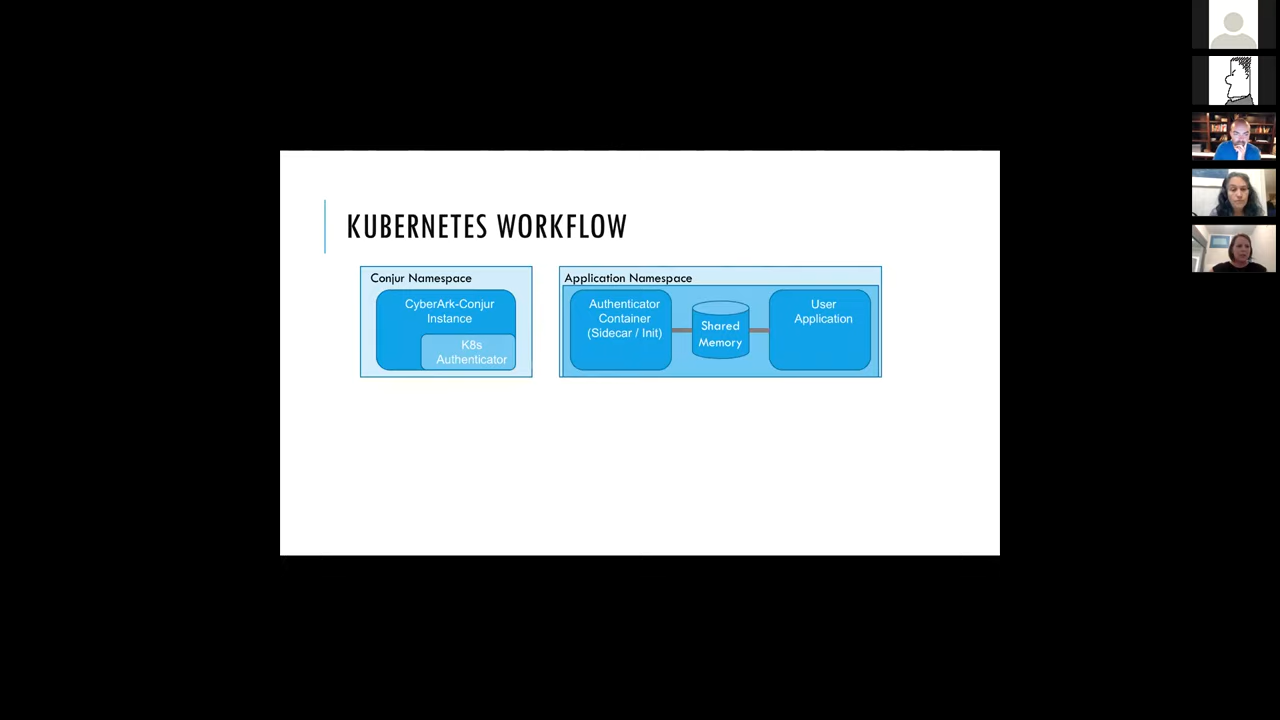 KUBERNETES WORKFLOW
Conjur Namespace
CyberArk-Conjur
Instance
K8s
Authenticator
Application Namespace
Authenticator
Container
(Sidecar / Init)
Shared
Memory
User
Application